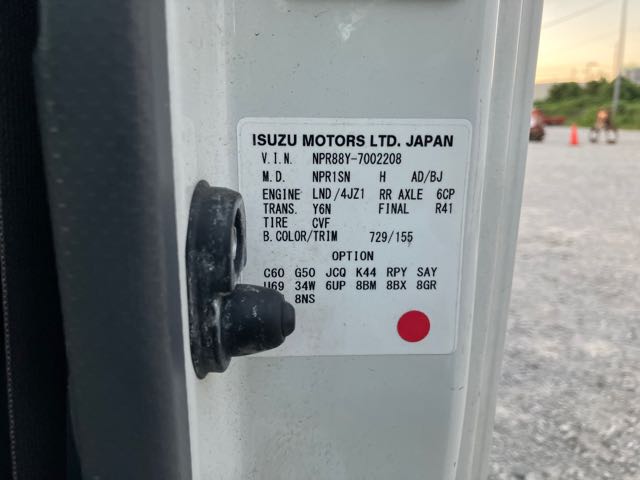 ISUZU MOTORS LTD. JAPAN
V.I.N. NPR88Y-7002208
M.D. NPR1SN H AD/BJ
ENGINE LND/4JZ1 RR AXLE 6CP
TRANS. Y6N FINAL R41
TIRE CVF
B.COLOR/TRIM 729/155
OPTION
C60 G50 JCQ K44 RPY SAY
34W 6UP 8BM 8BX 8GR
8NS